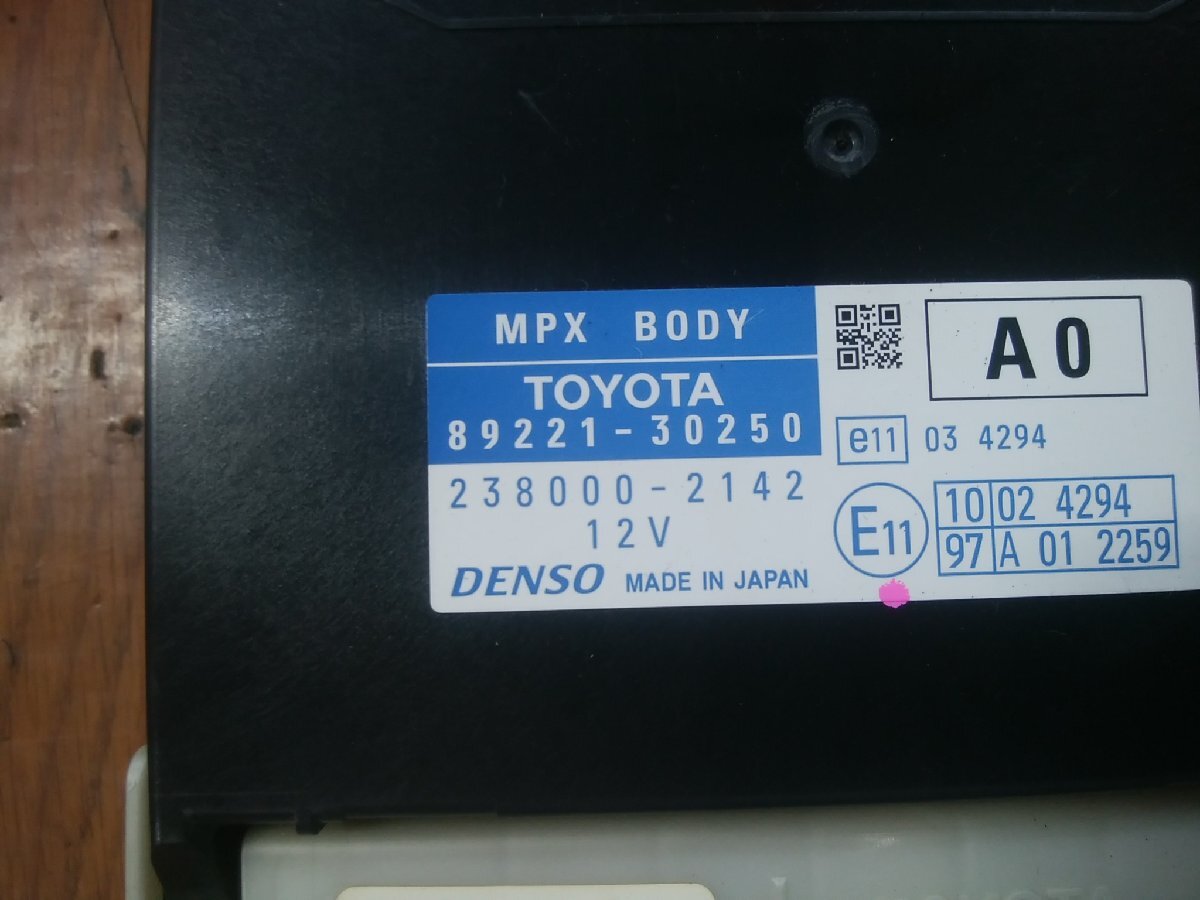 MPX BODY
TOYOTA
89221-30250
238000-2142
12V
DENSO MADE IN JAPAN
A0
e11 03 4294
E11
10 02 4294
97 A 01 2259